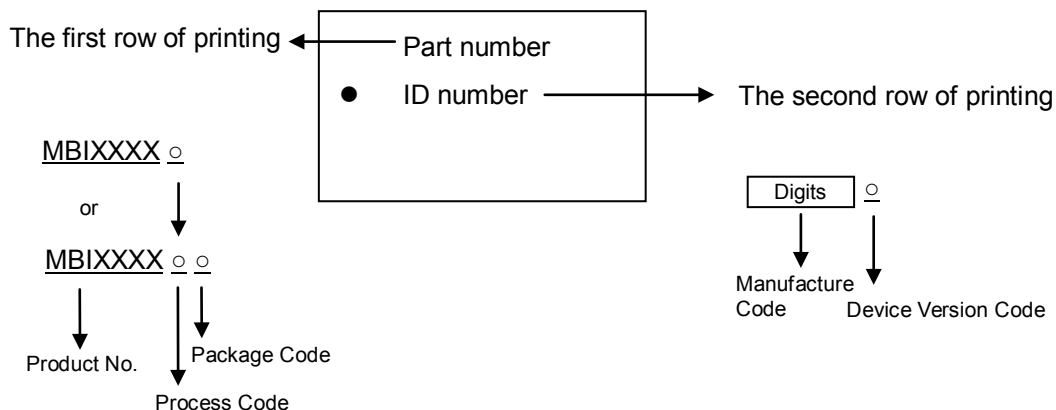 The first row of printing
Part number
ID number
The second row of printing
MBIXXXX ○
or
MBIXXXX ○ ○
Product No.
Package Code
Process Code
Digits ○
Manufacture
Code
Device Version Code